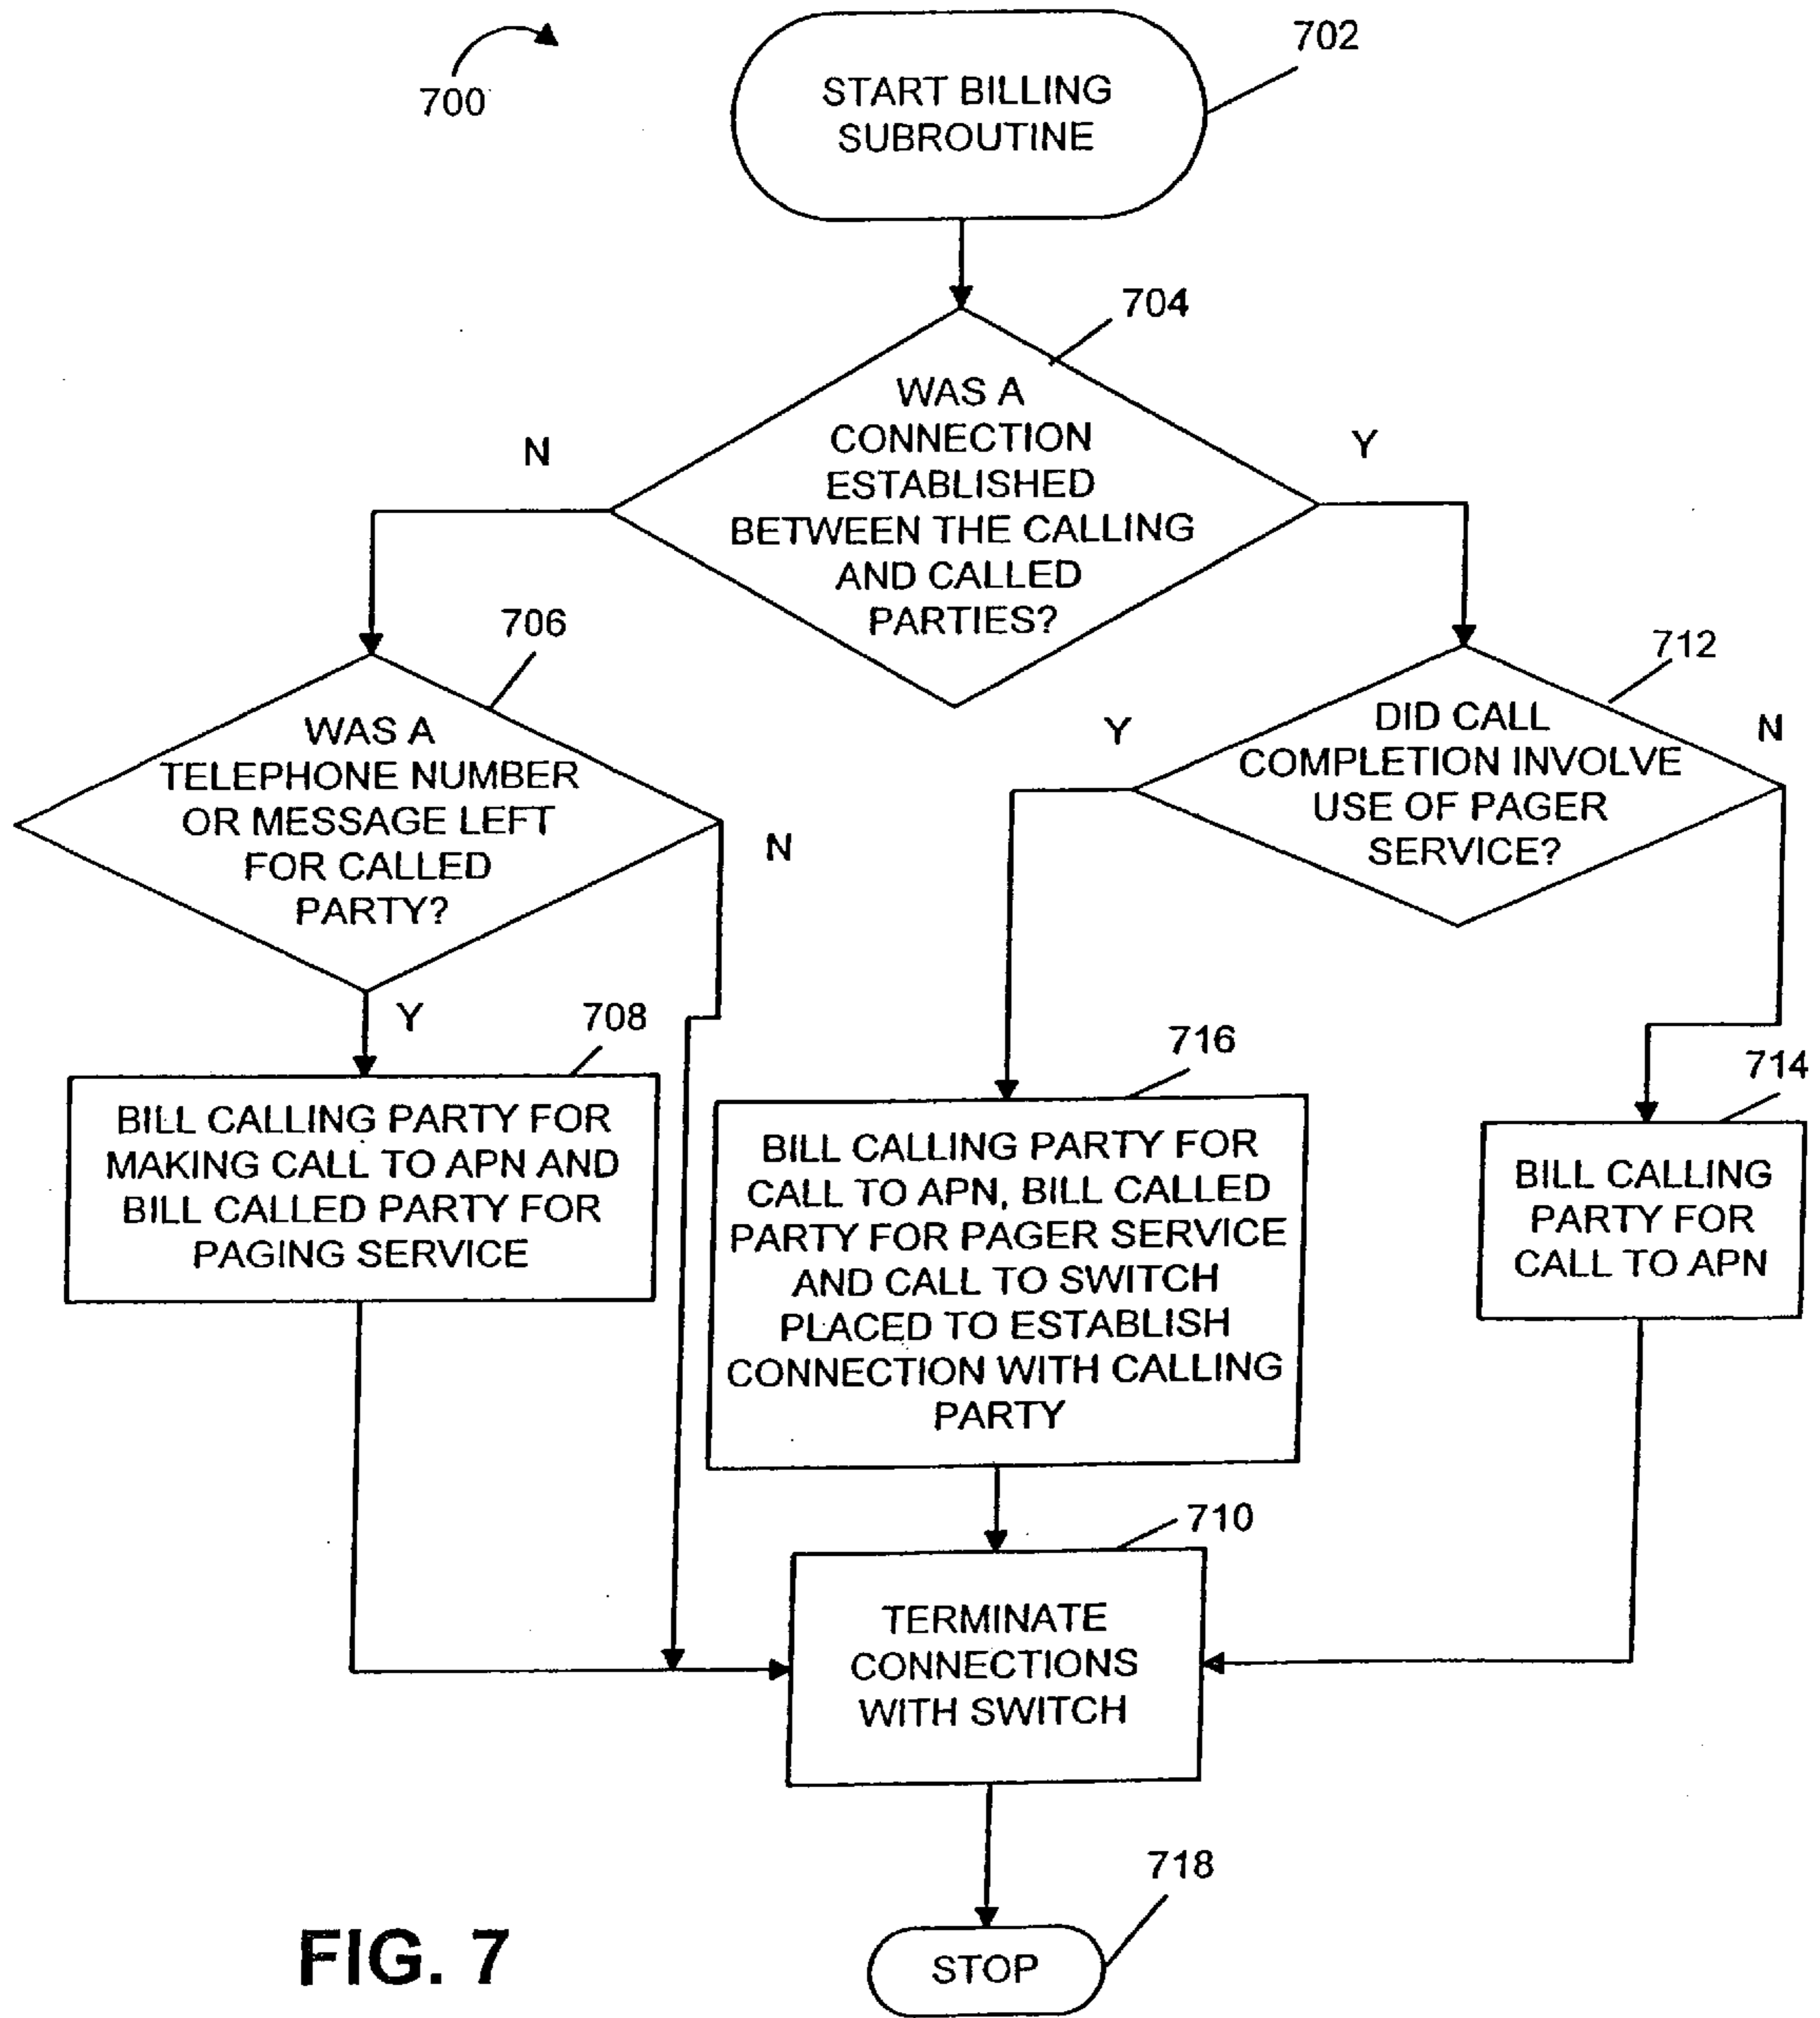 700
702
START BILLING
SUBROUTINE
704
WAS A
CONNECTION
ESTABLISHED
BETWEEN THE CALLING
AND CALLED
PARTIES?
N
Y
706
WAS A
TELEPHONE NUMBER
OR MESSAGE LEFT
FOR CALLED
PARTY?
N
Y
712
DID CALL
COMPLETION INVOLVE
USE OF PAGER
SERVICE?
Y
N
708
BILL CALLING PARTY FOR
MAKING CALL TO APN AND
BILL CALLED PARTY FOR
PAGING SERVICE
716
BILL CALLING PARTY FOR
CALL TO APN, BILL CALLED
PARTY FOR PAGER SERVICE
AND CALL TO SWITCH
PLACED TO ESTABLISH
CONNECTION WITH CALLING
PARTY
714
BILL CALLING
PARTY FOR
CALL TO APN
710
TERMINATE
CONNECTIONS
WITH SWITCH
718
STOP
FIG. 7